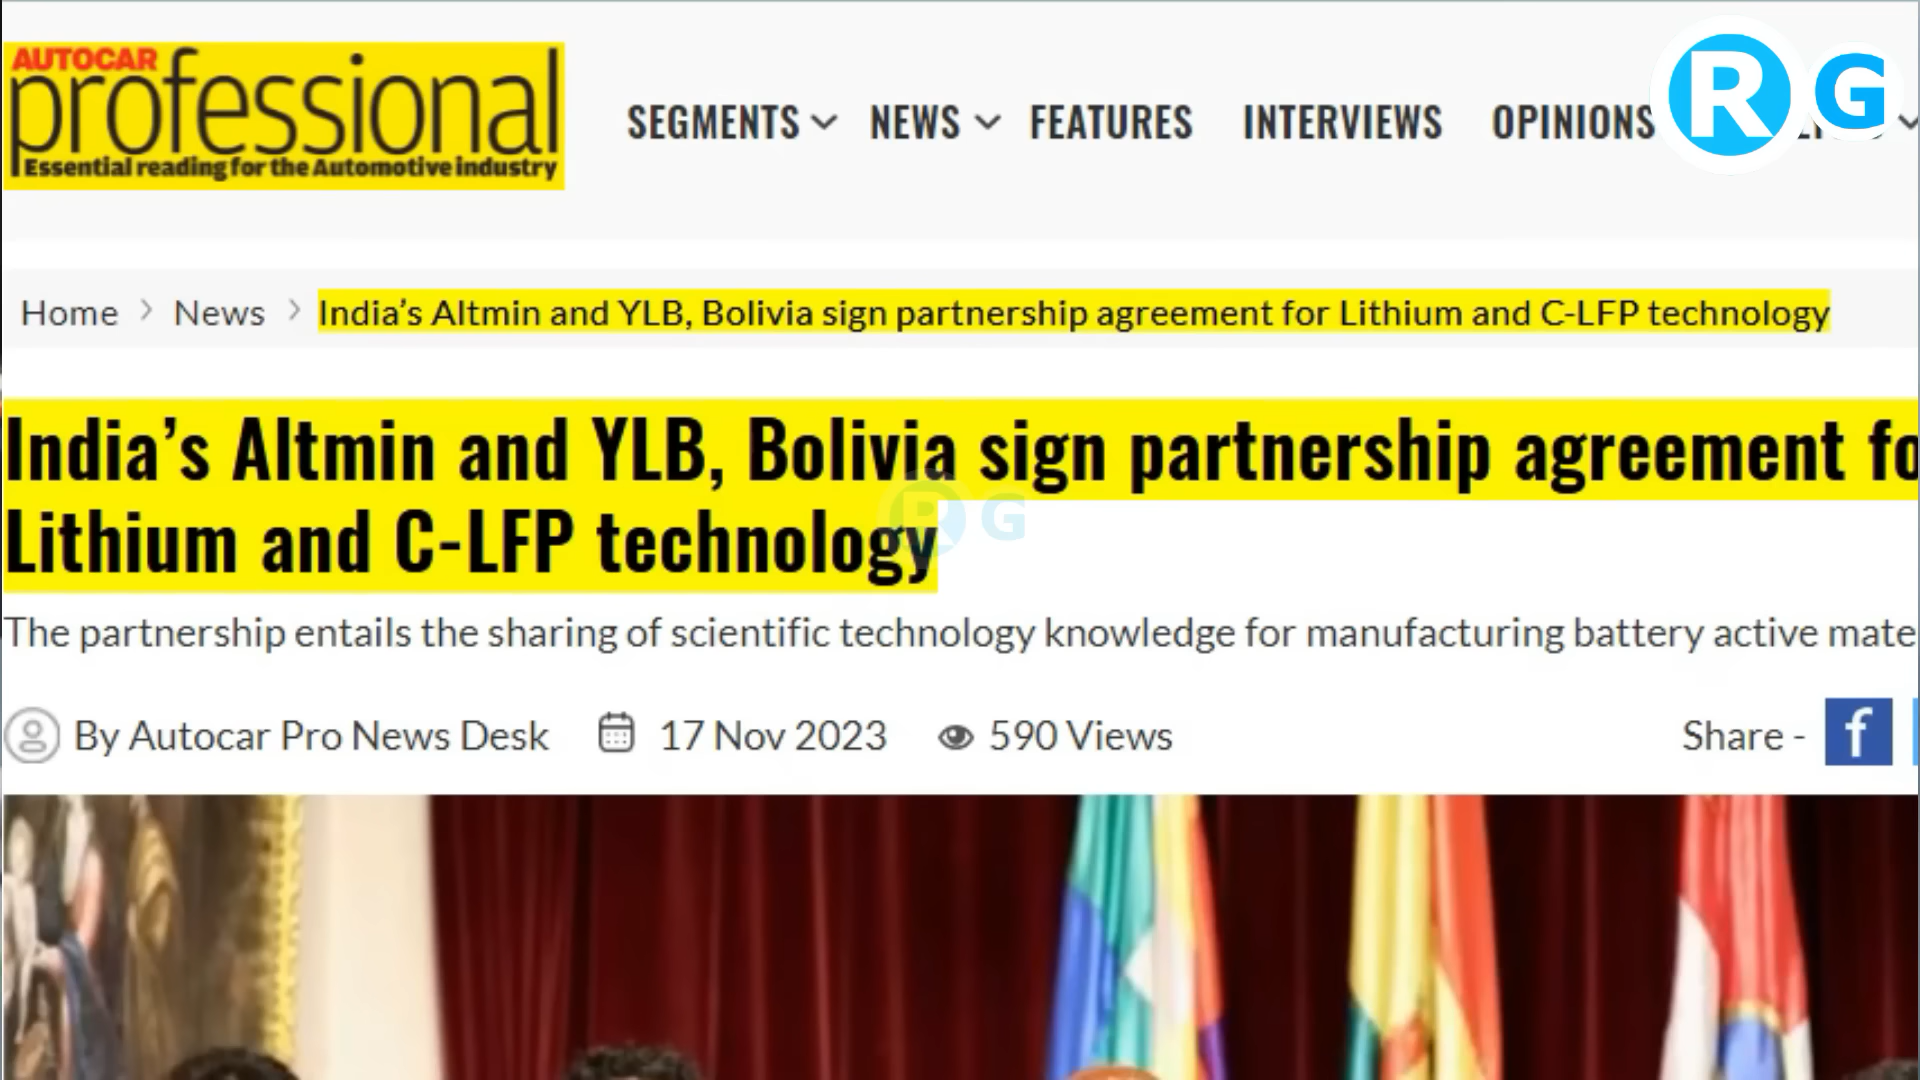 AUTOCAR
professional
Essential reading for the Automotive industry
SEGMENTS NEWS FEATURES INTERVIEWS OPINIONS
R G
Home > News > India's Altmin and YLB, Bolivia sign partnership agreement for Lithium and C-LFP technology
India's Altmin and YLB, Bolivia sign partnership agreement fo
Lithium and C-LFP technology
R G
The partnership entails the sharing of scientific technology knowledge for manufacturing battery active mate
By Autocar Pro News Desk 17 Nov 2023 590 Views Share - f